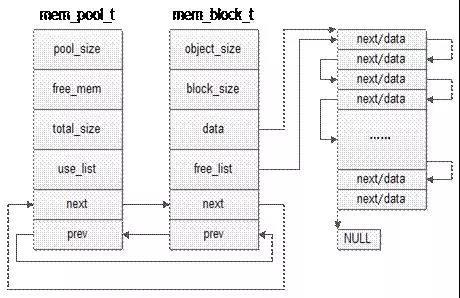 mem_pool_t
pool_size
free_mem
total_size
use_list
next
prev
mem_block_t
object_size
block_size
data
free_list
next
prev
next/data
next/data
next/data
next/data
......
next/data
next/data
NULL